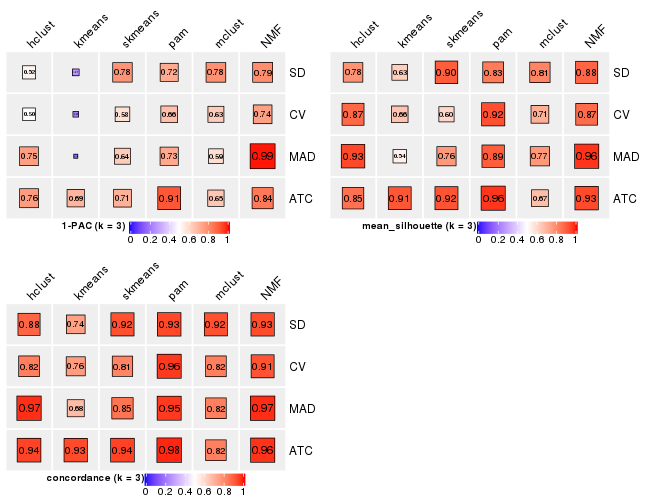 hclust kmeans skmeans pam mclust NMF
0.52 0.78 0.72 0.78 0.79 SD
0.50 0.58 0.66 0.63 0.74 CV
0.75 0.64 0.73 0.59 0.99 MAD
0.76 0.69 0.71 0.91 0.65 0.84 ATC
1-PAC (k = 3)
0 0.2 0.4 0.6 0.8 1
hclust kmeans skmeans pam mclust NMF
0.78 0.63 0.90 0.83 0.81 0.88 SD
0.87 0.66 0.60 0.92 0.71 0.87 CV
0.93 0.54 0.76 0.89 0.77 0.96 MAD
0.85 0.91 0.92 0.96 0.67 0.93 ATC
mean_silhouette (k = 3)
0 0.2 0.4 0.6 0.8 1
hclust kmeans skmeans pam mclust NMF
0.88 0.74 0.92 0.93 0.92 0.93 SD
0.82 0.76 0.81 0.96 0.82 0.91 CV
0.97 0.68 0.85 0.95 0.82 0.97 MAD
0.94 0.93 0.94 0.98 0.82 0.96 ATC
concordance (k = 3)
0 0.2 0.4 0.6 0.8 1